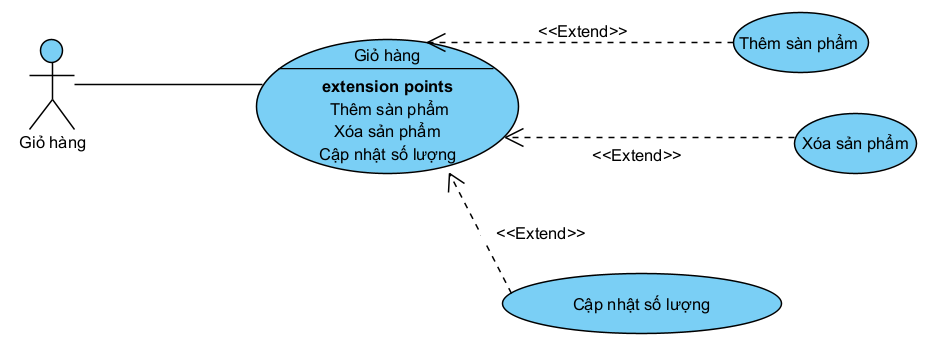 <<Extend>>
Thêm sản phẩm
Giỏ hàng
extension points
Thêm sản phẩm
Xóa sản phẩm
Cập nhật số lượng
Giỏ hàng
Xóa sản phẩm
<<Extend>>
<<Extend>>
Cập nhật số lượng